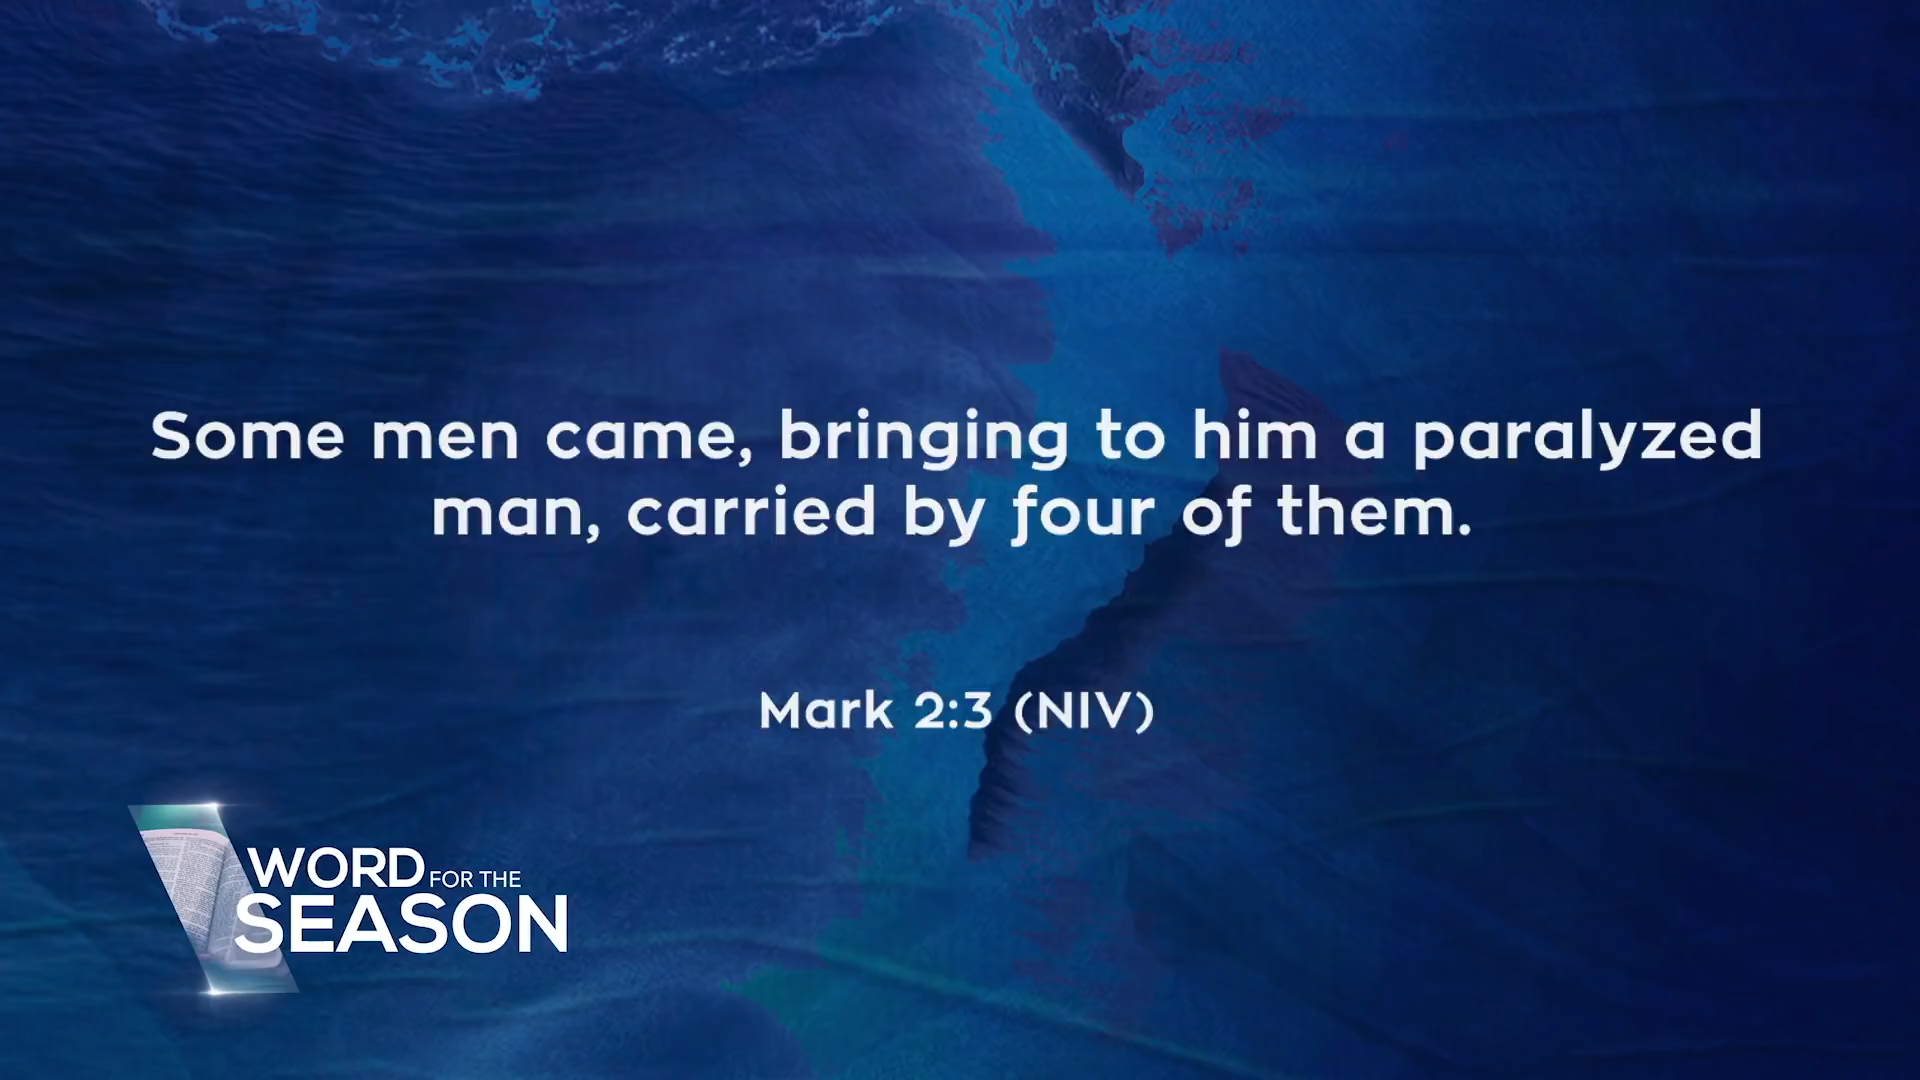 Some men came, bringing to him a paralyzed
man, carried by four of them.
Mark 2:3 (NIV)
WORD FOR THE
SEASON